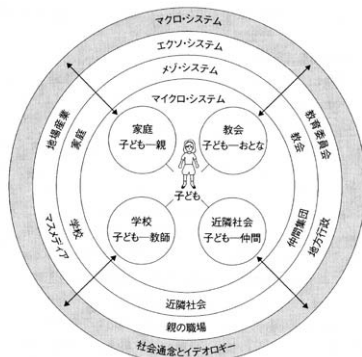 マクロ・システム
エクソ・システム
メゾ・システム
マイクロ・システム
地場産業
家庭
教会
教育委員会
家庭
子ども―親
教会
子ども―おとな
子ども
学校
子ども―教師
近隣社会
子ども―仲間
マスメディア
学校
仲間集団
地方行政
近隣社会
親の職場
社会通念とイデオロギー